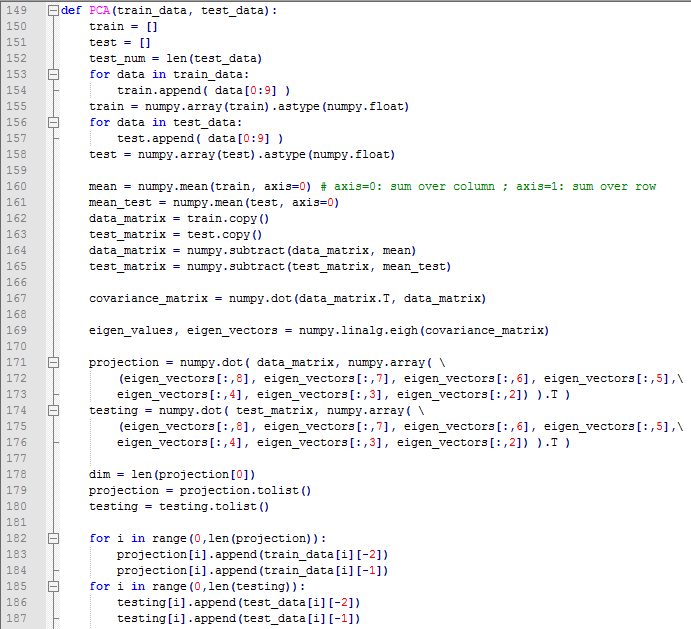 149 def PCA(train_data, test_data):
150     train = []
151     test = []
152     test_num = len(test_data)
153     for data in train_data:
154         train.append( data[0:9] )
155     train = numpy.array(train).astype(numpy.float)
156     for data in test_data:
157         test.append( data[0:9] )
158     test = numpy.array(test).astype(numpy.float)
159
160     mean = numpy.mean(train, axis=0) # axis=0: sum over column ; axis=1: sum over row
161     mean_test = numpy.mean(test, axis=0)
162     data_matrix = train.copy()
163     test_matrix = test.copy()
164     data_matrix = numpy.subtract(data_matrix, mean)
165     test_matrix = numpy.subtract(test_matrix, mean_test)
166
167     covariance_matrix = numpy.dot(data_matrix.T, data_matrix)
168
169     eigen_values, eigen_vectors = numpy.linalg.eigh(covariance_matrix)
170
171     projection = numpy.dot( data_matrix, numpy.array( \
172         (eigen_vectors[:,8], eigen_vectors[:,7], eigen_vectors[:,6], eigen_vectors[:,5],\
173         eigen_vectors[:,4], eigen_vectors[:,3], eigen_vectors[:,2]) ).T )
174     testing = numpy.dot( test_matrix, numpy.array( \
175         (eigen_vectors[:,8], eigen_vectors[:,7], eigen_vectors[:,6], eigen_vectors[:,5],\
176         eigen_vectors[:,4], eigen_vectors[:,3], eigen_vectors[:,2]) ).T )
177
178     dim = len(projection[0])
179     projection = projection.tolist()
180     testing = testing.tolist()
181
182     for i in range(0,len(projection)):
183         projection[i].append(train_data[i][-2])
184         projection[i].append(train_data[i][-1])
185     for i in range(0,len(testing)):
186         testing[i].append(test_data[i][-2])
187         testing[i].append(test_data[i][-1])